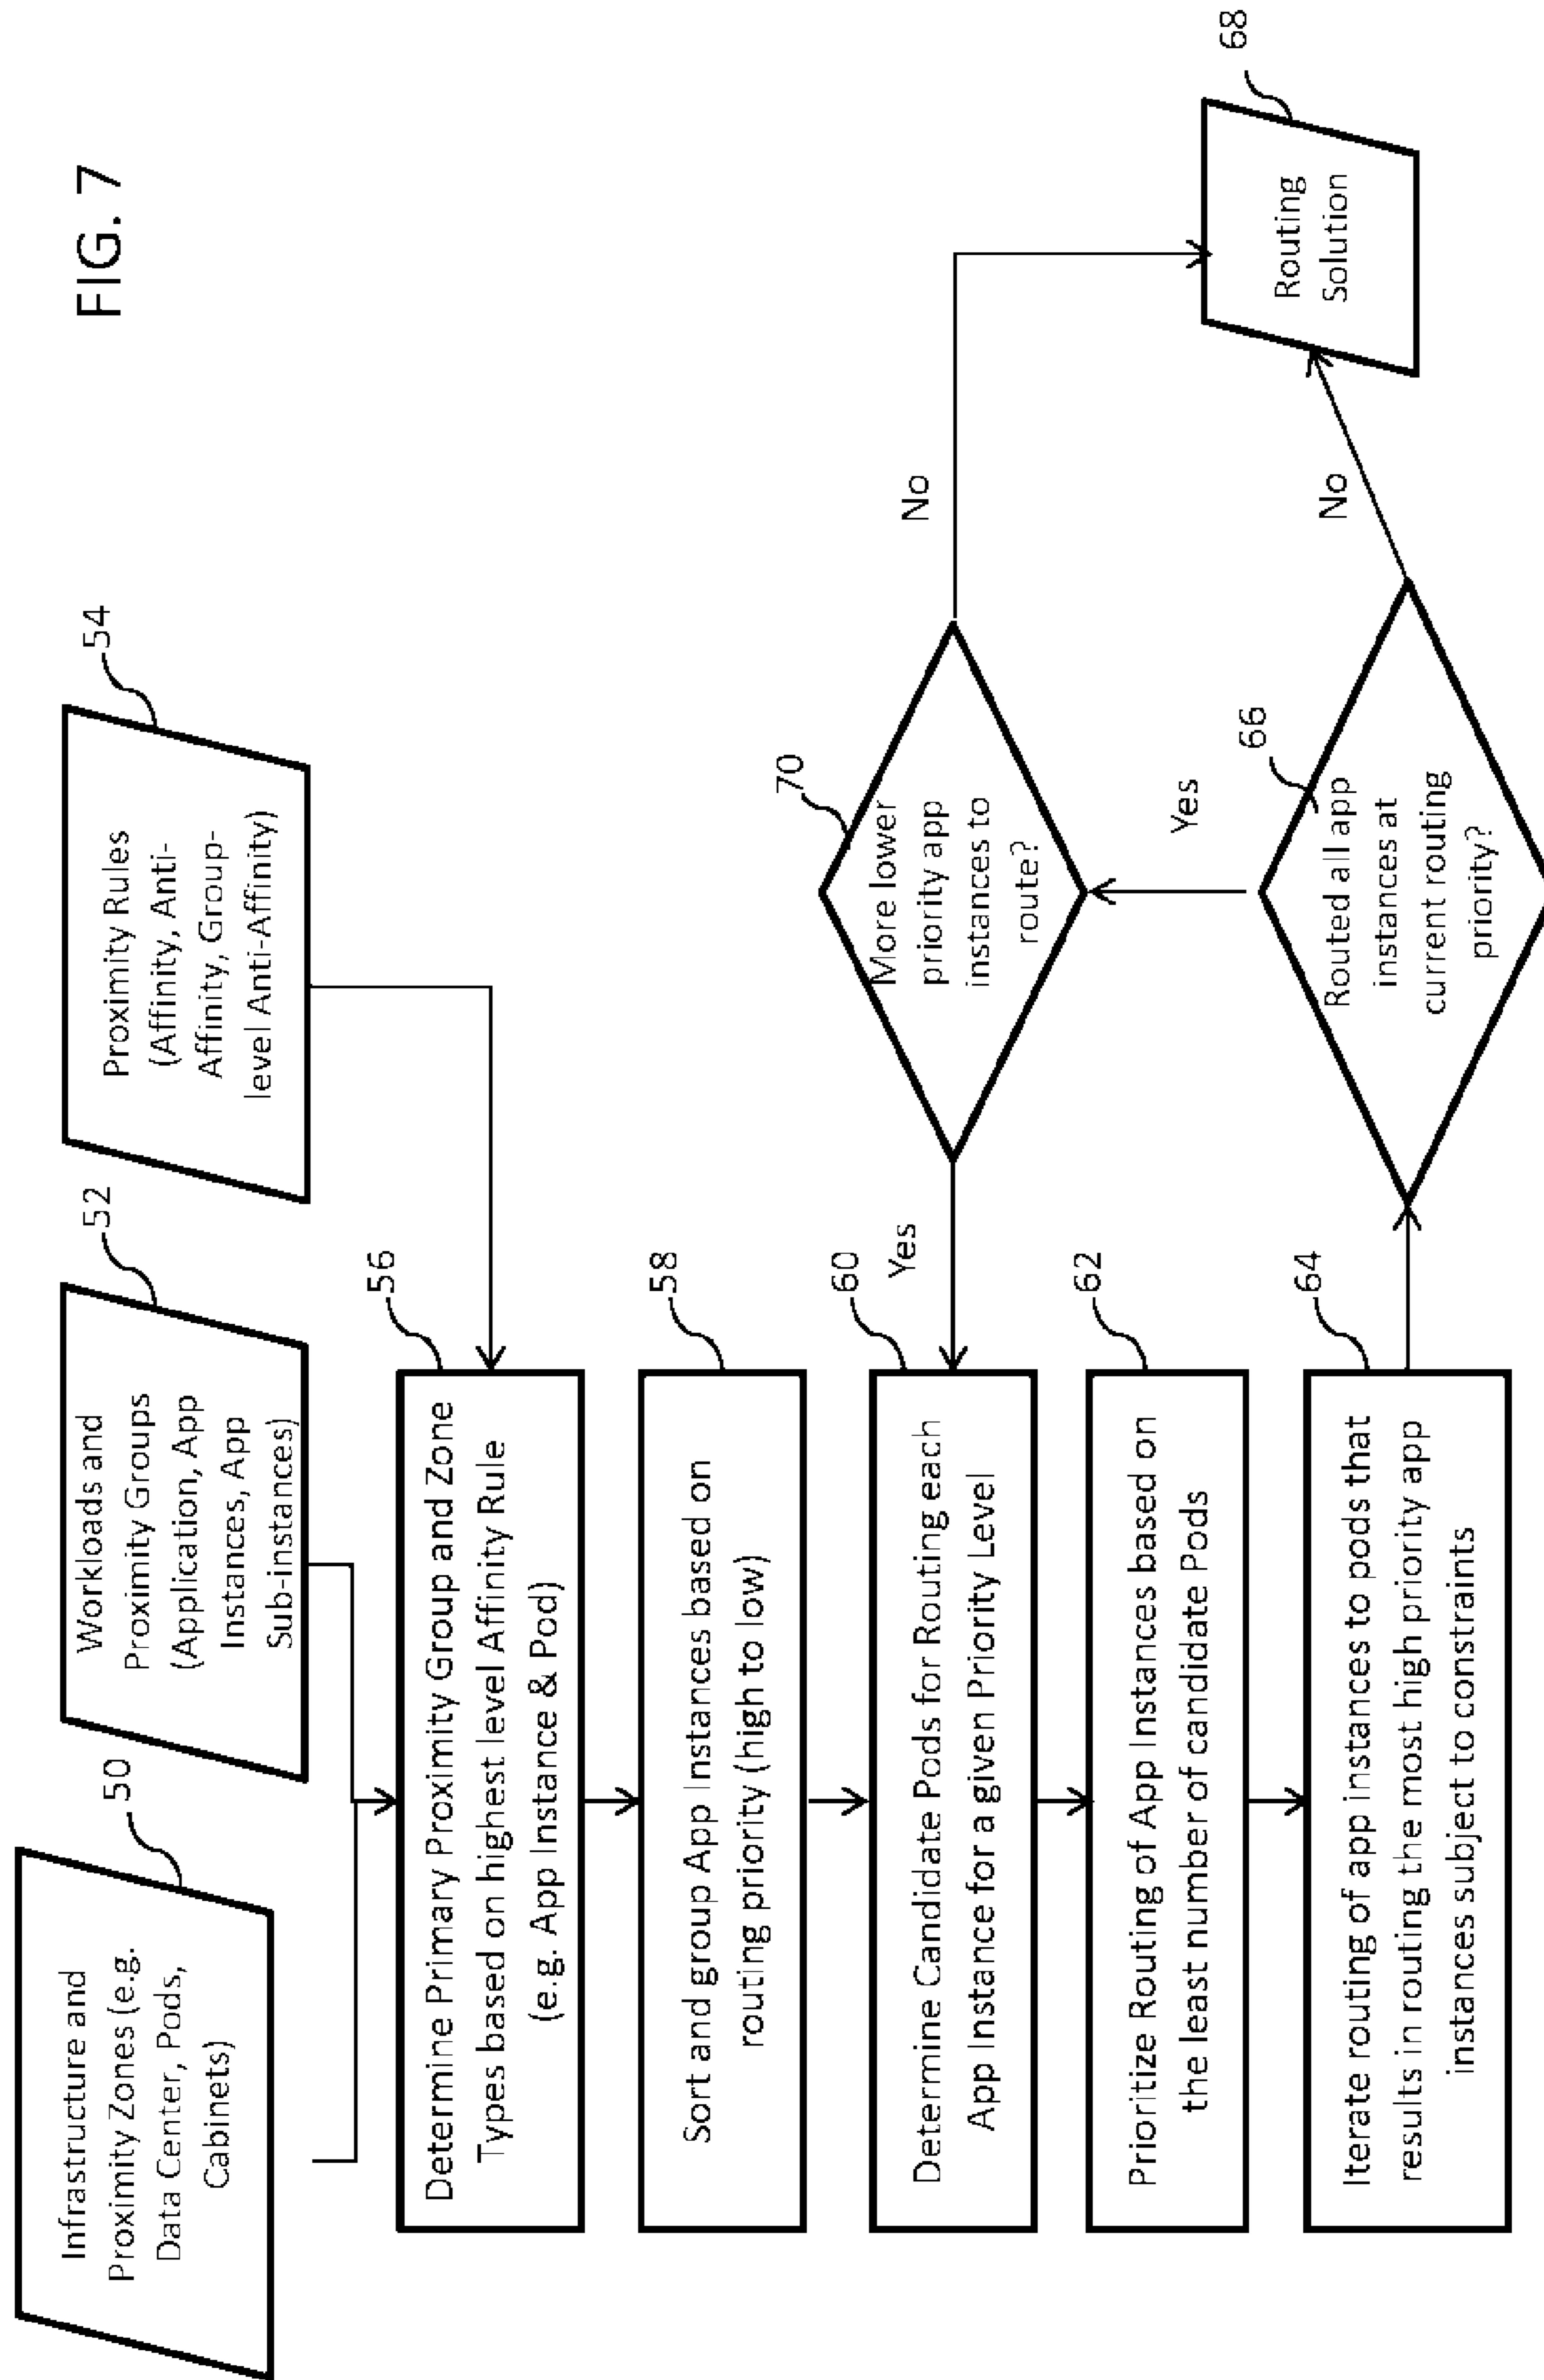 FIG. 7
Infrastructure and
Proximity Zones (e.g.
Data Center, Pods,
Cabinets)
50
Workloads and
Proximity Groups
(Application, App
Instances, App
Sub-instances)
52
Proximity Rules
(Affinity, Anti-
Affinity, Group-
level Anti-Affinity)
54
Determine Primary Proximity Group and Zone
Types based on highest level Affinity Rule
(e.g. App Instance & Pod)
56
Sort and group App Instances based on
routing priority (high to low)
58
Determine Candidate Pods for Routing each
App Instance for a given Priority Level
60
Prioritize Routing of App Instances based on
the least number of candidate Pods
62
Iterate routing of app instances to pods that
results in routing the most high priority app
instances subject to constraints
64
Routed all app
instances at
current routing
priority?
66
Yes
No
More lower
priority app
instances to
route?
70
Yes
No
Routing
Solution
68